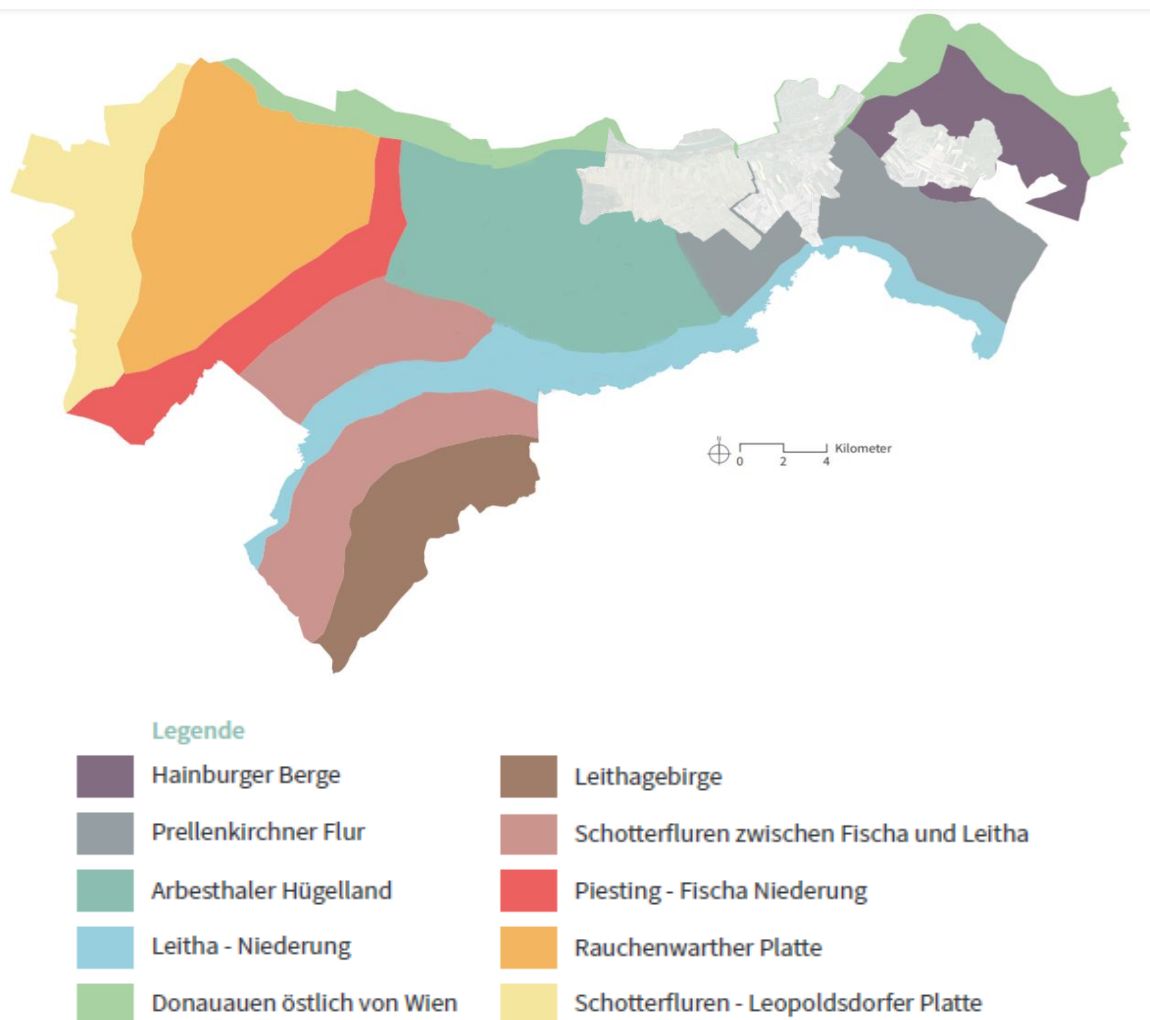 N
0 2 4 Kilometer
Legende
Hainburger Berge
Prellenkirchner Flur
Arbesthaler Hügelland
Leitha - Niederung
Donauauen östlich von Wien
Leithagebirge
Schotterfluren zwischen Fischa und Leitha
Piesting - Fischa Niederung
Rauchenwarther Platte
Schotterfluren - Leopoldsdorfer Platte